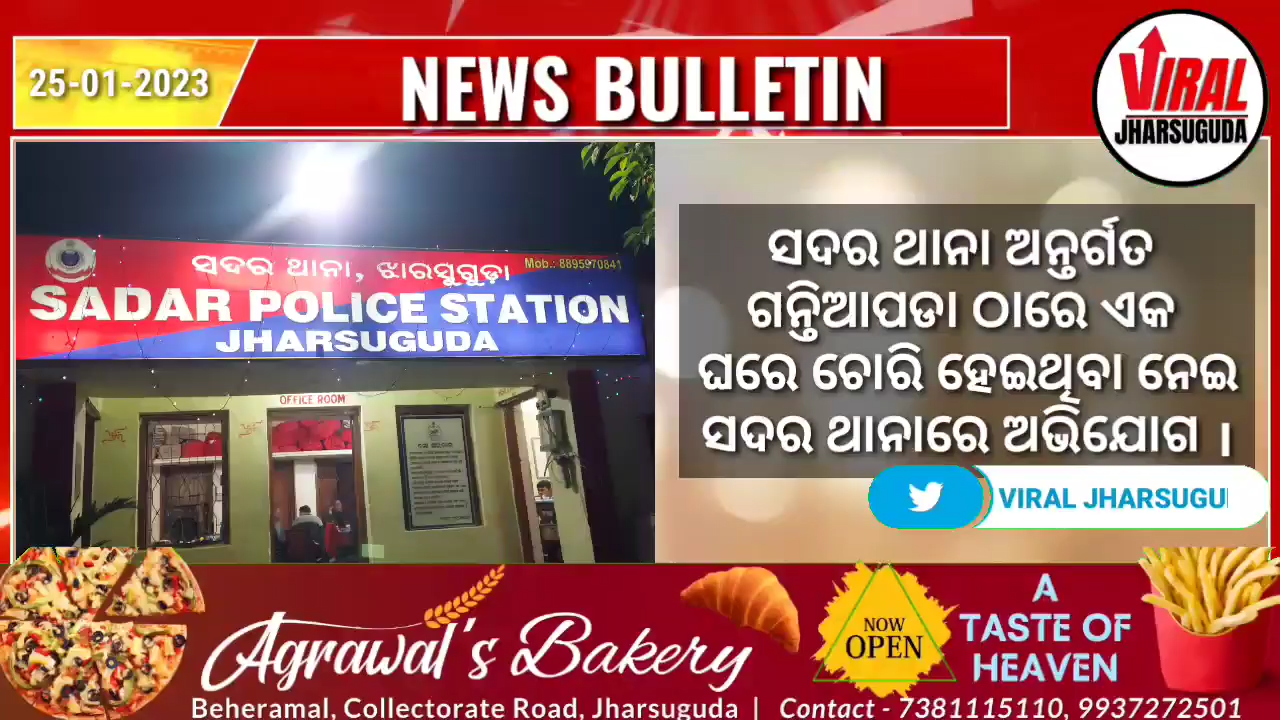 25-01-2023
NEWS BULLETIN
VIRAL
JHARSUGUDA
ସଦର ଥାନା, ଝାରସୁଗୁଡ଼ା
Mob.: 8895970841
SADAR POLICE STATION
JHARSUGUDA
OFFICE ROOM
ସଦର ଥାନା ଅନ୍ତର୍ଗତ
ଗନ୍ତିଆପଡା ଠାରେ ଏକ
ଘରେ ଚୋରି ହେଇଥିବା ନେଇ
ସଦର ଥାନାରେ ଅଭିଯୋଗ ।
VIRAL JHARSUGU
Agrawal's Bakery
NOW
OPEN
A
TASTE OF
HEAVEN
Beheramal, Collectorate Road, Jharsuguda | Contact - 7381115110, 9937272501